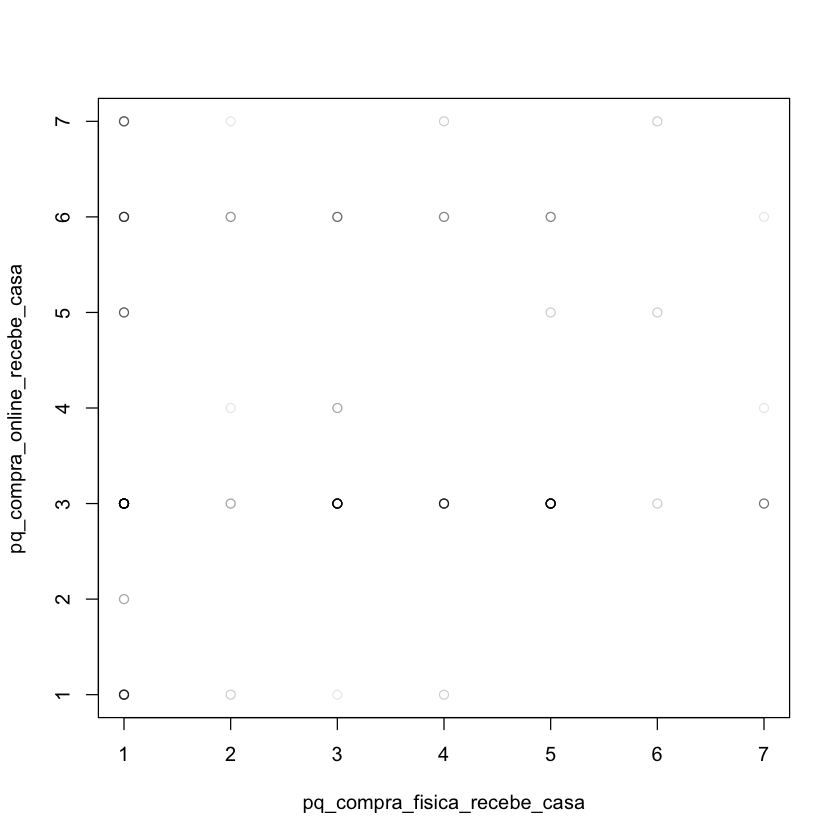 7
6
5
4
3
2
1
pq_compra_online_recebe_casa
1 2 3 4 5 6 7
pq_compra_fisica_recebe_casa